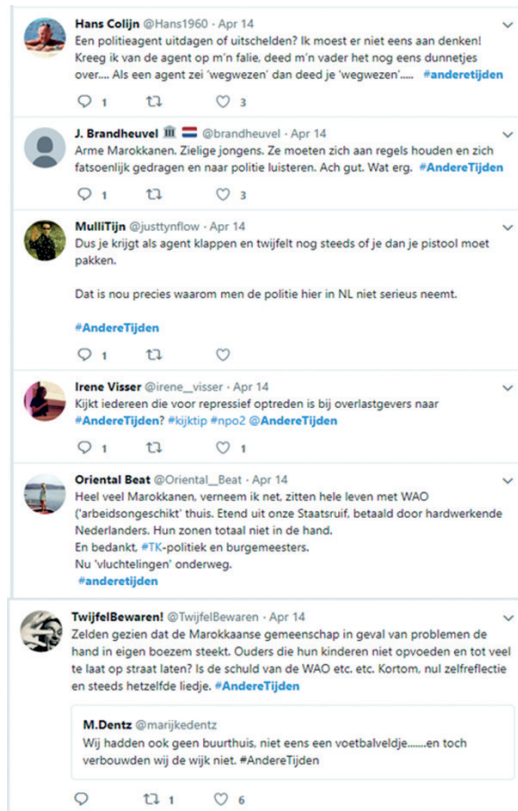 Hans Colijn @Hans1960 · Apr 14
Een politieagent uitdagen of uitschelden? Ik moest er niet eens aan denken!
Kreeg ik van de agent op m'n falie, deed m'n vader het nog eens dunnetjes
over.... Als een agent zei 'wegwezen' dan deed je 'wegwezen'..... #anderetijden
1 3
J. Brandheuvel @brandheuvel · Apr 14
Arme Marokkanen. Zielige jongens. Ze moeten zich aan regels houden en zich
fatsoenlijk gedragen en naar politie luisteren. Ach gut. Wat erg. #AndereTijden
1 3
MulliTijn @justtynflow · Apr 14
Dus je krijgt als agent klappen en twijfelt nog steeds of je dan je pistool moet
pakken.
Dat is nou precies waarom men de politie hier in NL niet serieus neemt.
#AndereTijden
1
Irene Visser @irene_visser · Apr 14
Kijkt iedereen die voor repressief optreden is bij overlastgevers naar
#AndereTijden? #kijktip #npo2 @AndereTijden
1 1
Oriental Beat @Oriental_Beat · Apr 14
Heel veel Marokkanen, verneem ik net, zitten hele leven met WAO
('arbeidsongeschikt' thuis. Etend uit onze Staatsruif, betaald door hardwerkende
Nederlanders. Hun zonen totaal niet in de hand.
En bedankt, #TK-politiek en burgemeesters.
Nu 'vluchtelingen' onderweg.
#anderetijden
TwijfelBewaren! @TwijfelBewaren · Apr 14
Zelden gezien dat de Marokkaanse gemeenschap in geval van problemen de
hand in eigen boezem steekt. Ouders die hun kinderen niet opvoeden en tot veel
te laat op straat laten? Is de schuld van de WAO etc. etc. Kortom, nul zelfreflectie
en steeds hetzelfde liedje. #AndereTijden
M.Dentz @marijkedentz
Wij hadden ook geen buurthuis, niet eens een voetbalveldje.......en toch
verbouwden wij de wijk niet. #AndereTijden
1 6